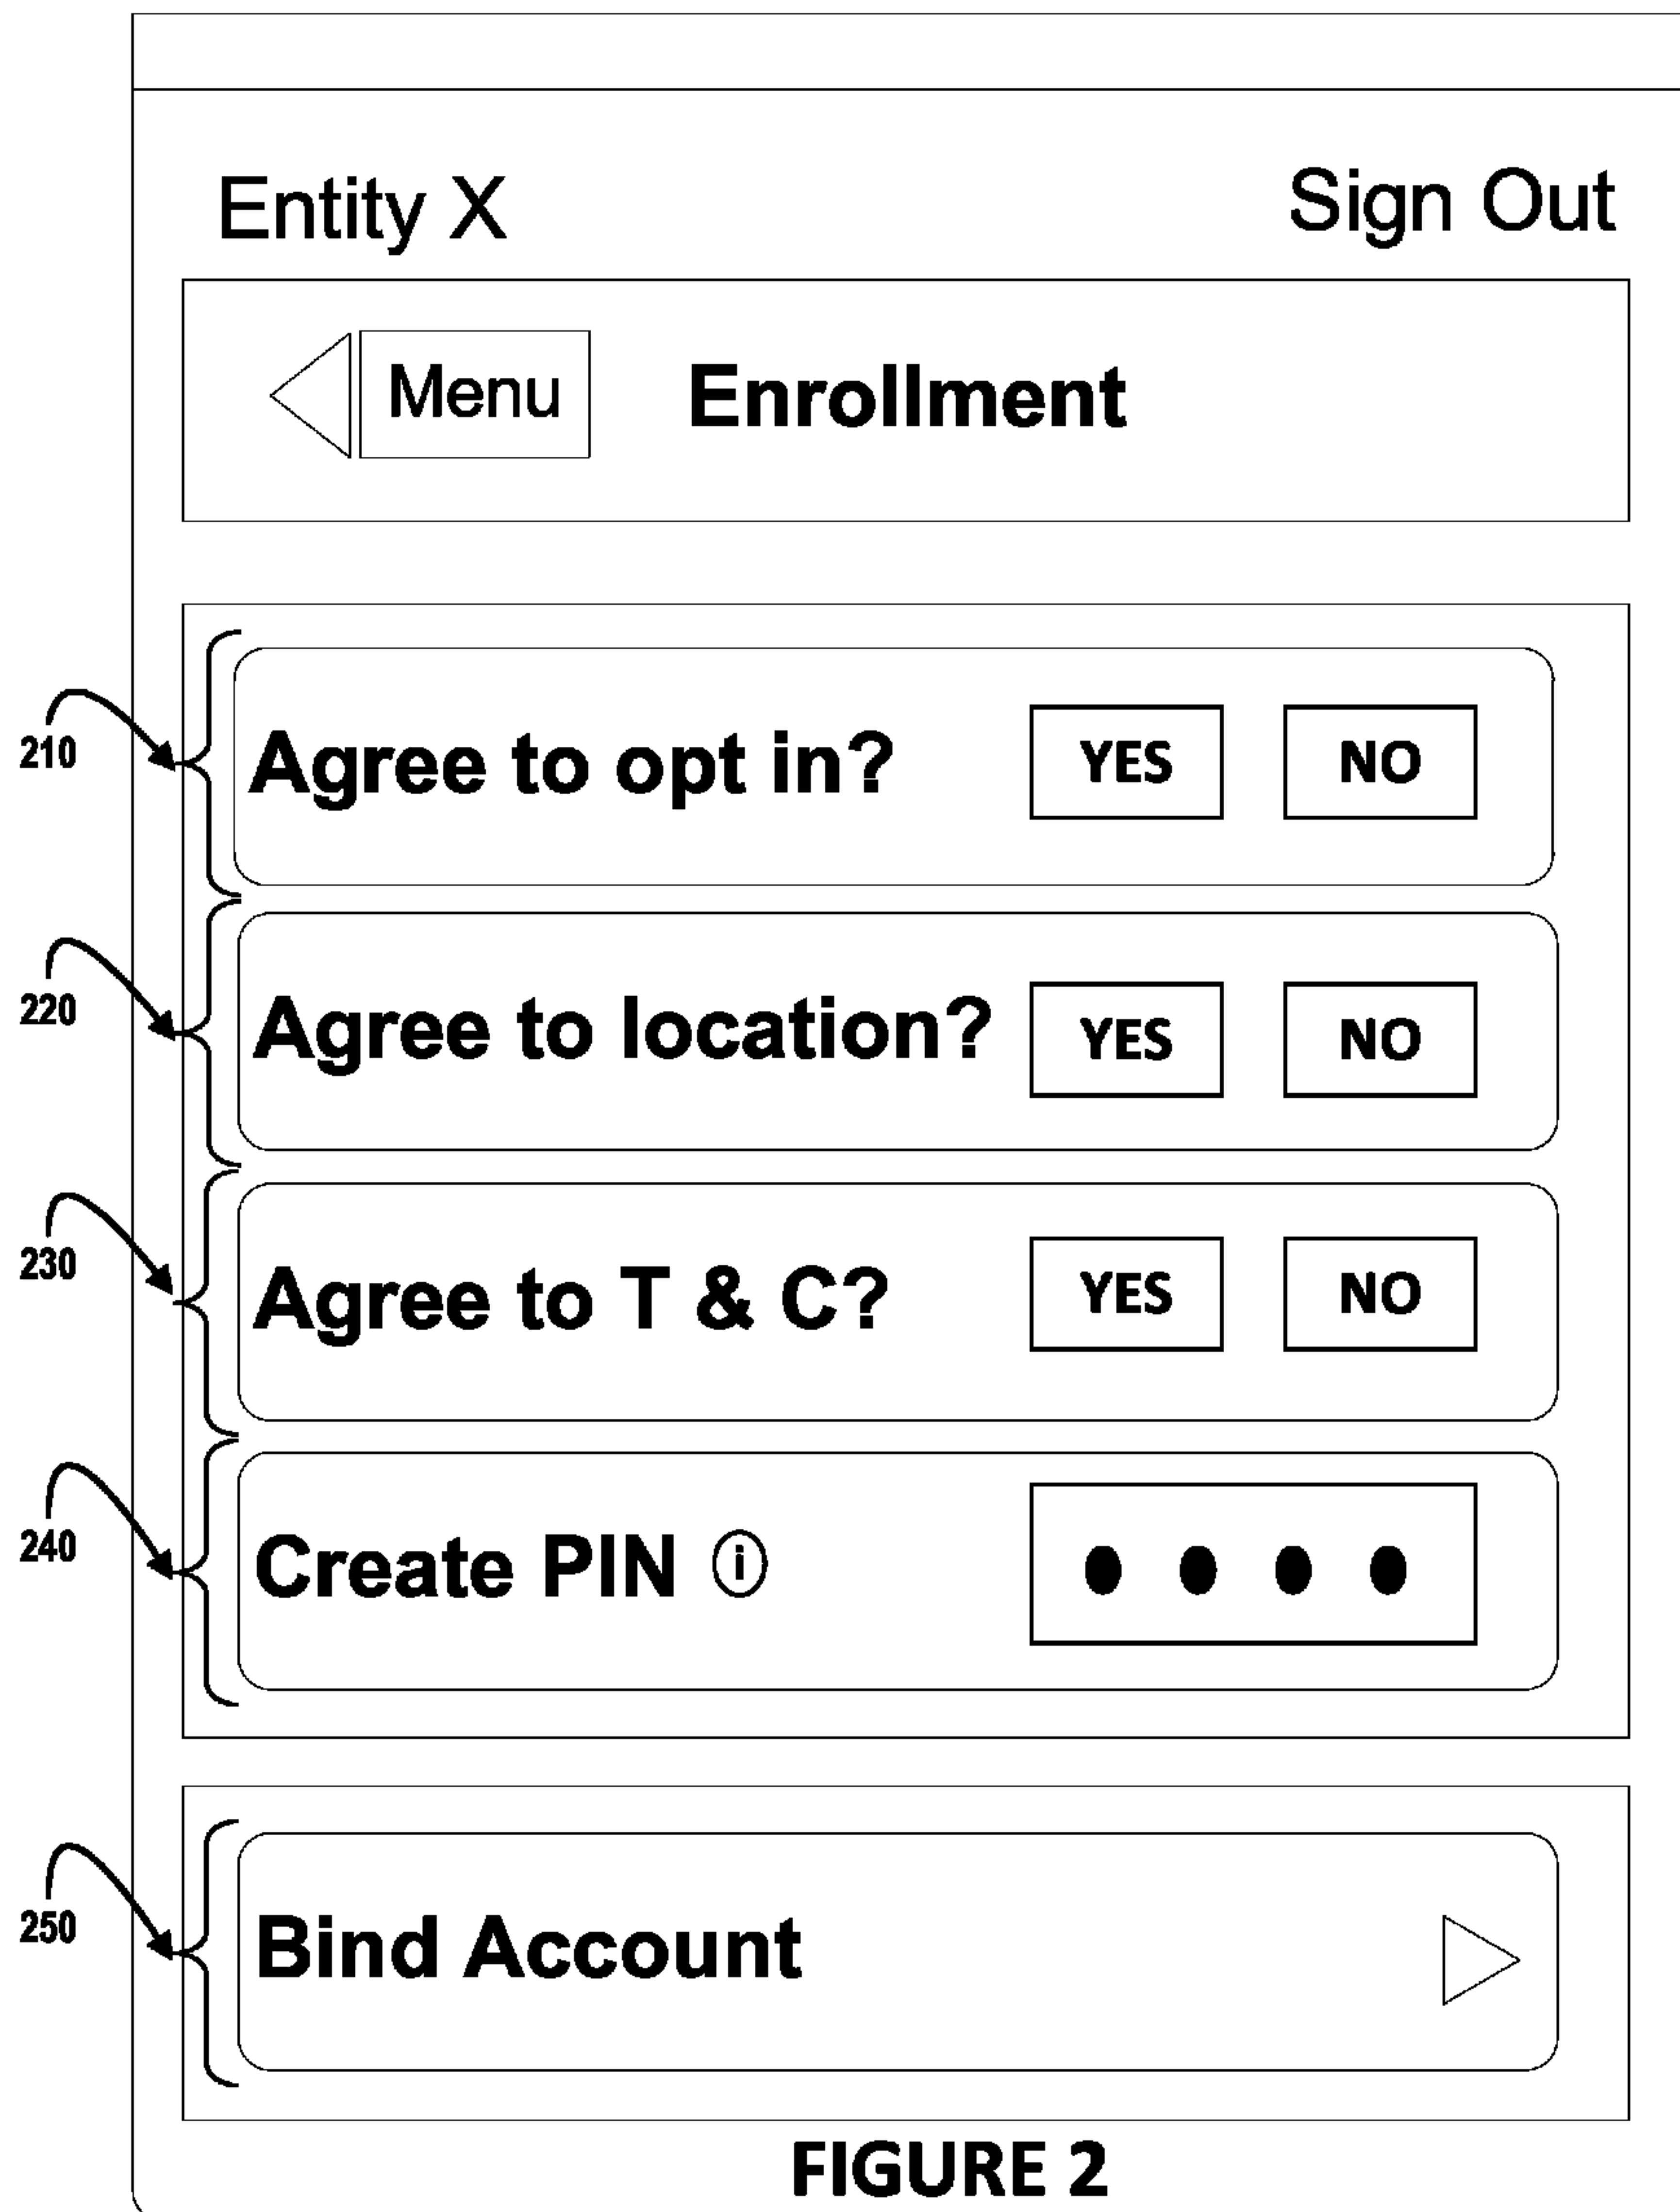 Entity X Sign Out
Menu Enrollment
210 Agree to opt in? YES NO
220 Agree to location? YES NO
230 Agree to T & C? YES NO
240 Create PIN i
250 Bind Account
FIGURE 2